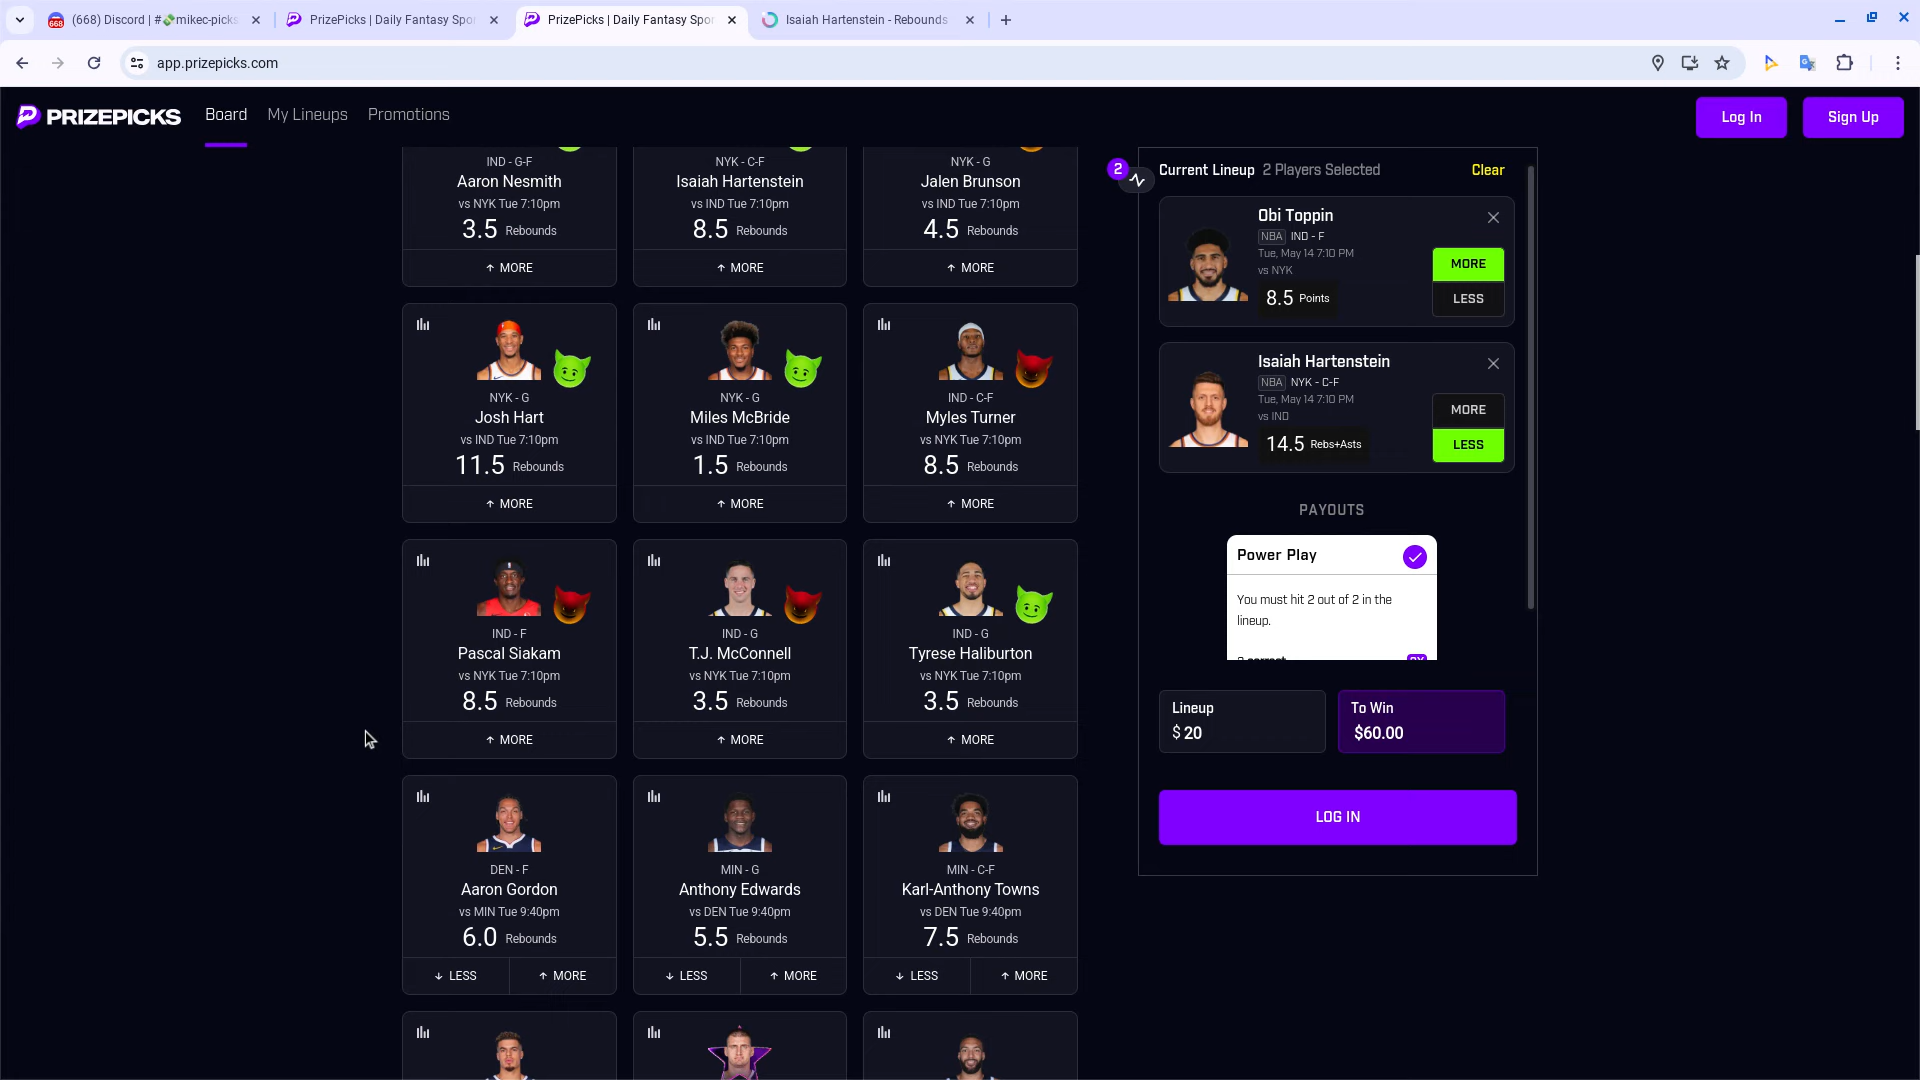 (668) Discord | #💸mikec-picks
PrizePicks | Daily Fantasy Spor
PrizePicks | Daily Fantasy Spor
Isaiah Hartenstein - Rebounds
app.prizepicks.com
PRIZEPICKS
Board
My Lineups
Promotions
Log In
Sign Up
IND - G-F
Aaron Nesmith
vs NYK Tue 7:10pm
3.5 Rebounds
↑ MORE
NYK - C-F
Isaiah Hartenstein
vs IND Tue 7:10pm
8.5 Rebounds
↑ MORE
NYK - G
Jalen Brunson
vs IND Tue 7:10pm
4.5 Rebounds
↑ MORE
NYK - G
Josh Hart
vs IND Tue 7:10pm
11.5 Rebounds
↑ MORE
NYK - G
Miles McBride
vs IND Tue 7:10pm
1.5 Rebounds
↑ MORE
IND - C-F
Myles Turner
vs NYK Tue 7:10pm
8.5 Rebounds
↑ MORE
IND - F
Pascal Siakam
vs NYK Tue 7:10pm
8.5 Rebounds
↑ MORE
IND - G
T.J. McConnell
vs NYK Tue 7:10pm
3.5 Rebounds
↑ MORE
IND - G
Tyrese Haliburton
vs NYK Tue 7:10pm
3.5 Rebounds
↑ MORE
DEN - F
Aaron Gordon
vs MIN Tue 9:40pm
6.0 Rebounds
↓ LESS ↑ MORE
MIN - G
Anthony Edwards
vs DEN Tue 9:40pm
5.5 Rebounds
↓ LESS ↑ MORE
MIN - C-F
Karl-Anthony Towns
vs DEN Tue 9:40pm
7.5 Rebounds
↓ LESS ↑ MORE
2
Current Lineup 2 Players Selected Clear
Obi Toppin
NBA IND - F
Tue, May 14 7:10 PM
vs NYK
8.5 Points
MORE
LESS
Isaiah Hartenstein
NBA NYK - C-F
Tue, May 14 7:10 PM
vs IND
14.5 Rebs+Asts
MORE
LESS
PAYOUTS
Power Play
You must hit 2 out of 2 in the
lineup.
Lineup
$ 20
To Win
$60.00
LOG IN